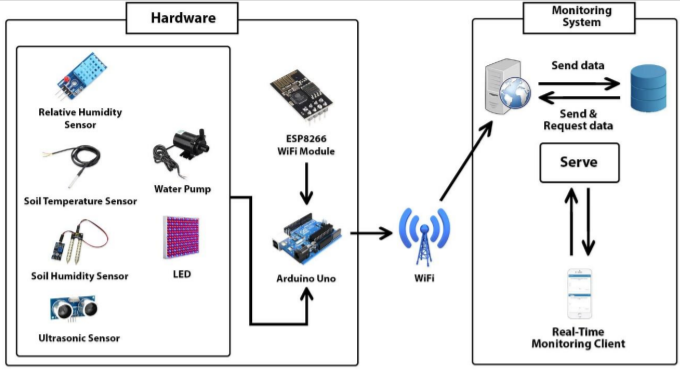 Hardware
Relative Humidity
Sensor
Soil Temperature Sensor
Soil Humidity Sensor
Ultrasonic Sensor
Water Pump
LED
ESP8266
WiFi Module
Arduino Uno
WiFi
Monitoring
System
Send data
Send &
Request data
Serve
Real-Time
Monitoring Client